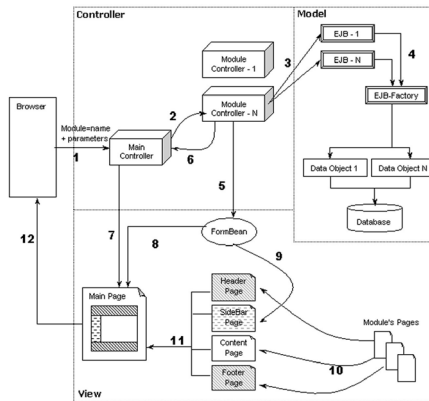 Controller
Model
Module
Controller - 1
EJB - 1
EJB - N
3
4
EJB-Factory
Browser
Module=name
+ parameters
1
2
Main
Controller
Module
Controller - N
6
5
Data Object 1
Data Object N
Database
12
7
8
FormBean
9
Main Page
Header
Page
SideBar
Page
Content
Page
Footer
Page
11
10
Module's Pages
View